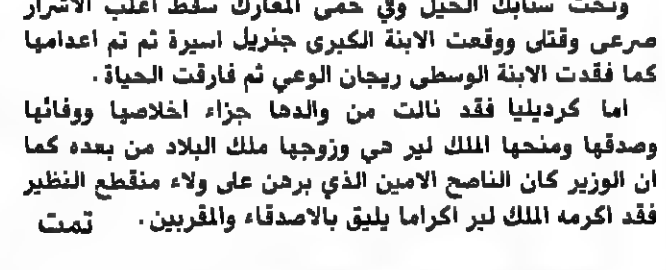 وتحت سنابك الخيل وفي حمى المعارك سقط اغلب الاشرار
صرعى وقتلى ووقعت الابنة الكبرى جنريل اسيرة ثم تم اعدامها
كما فقدت الابنة الوسطى ريجان الوعي ثم فارقت الحياة .
اما كرديليا فقد نالت من والدها جزاء اخلاصها ووفائها
وصدقها ومنحها الملك لير هي وزوجها ملك البلاد من بعده كما
ان الوزير كان الناصح الامين الذي برهن على ولاء منقطع النظير
فقد اكرمه الملك لير اكراما يليق بالاصدقاء والمقربين . تمت